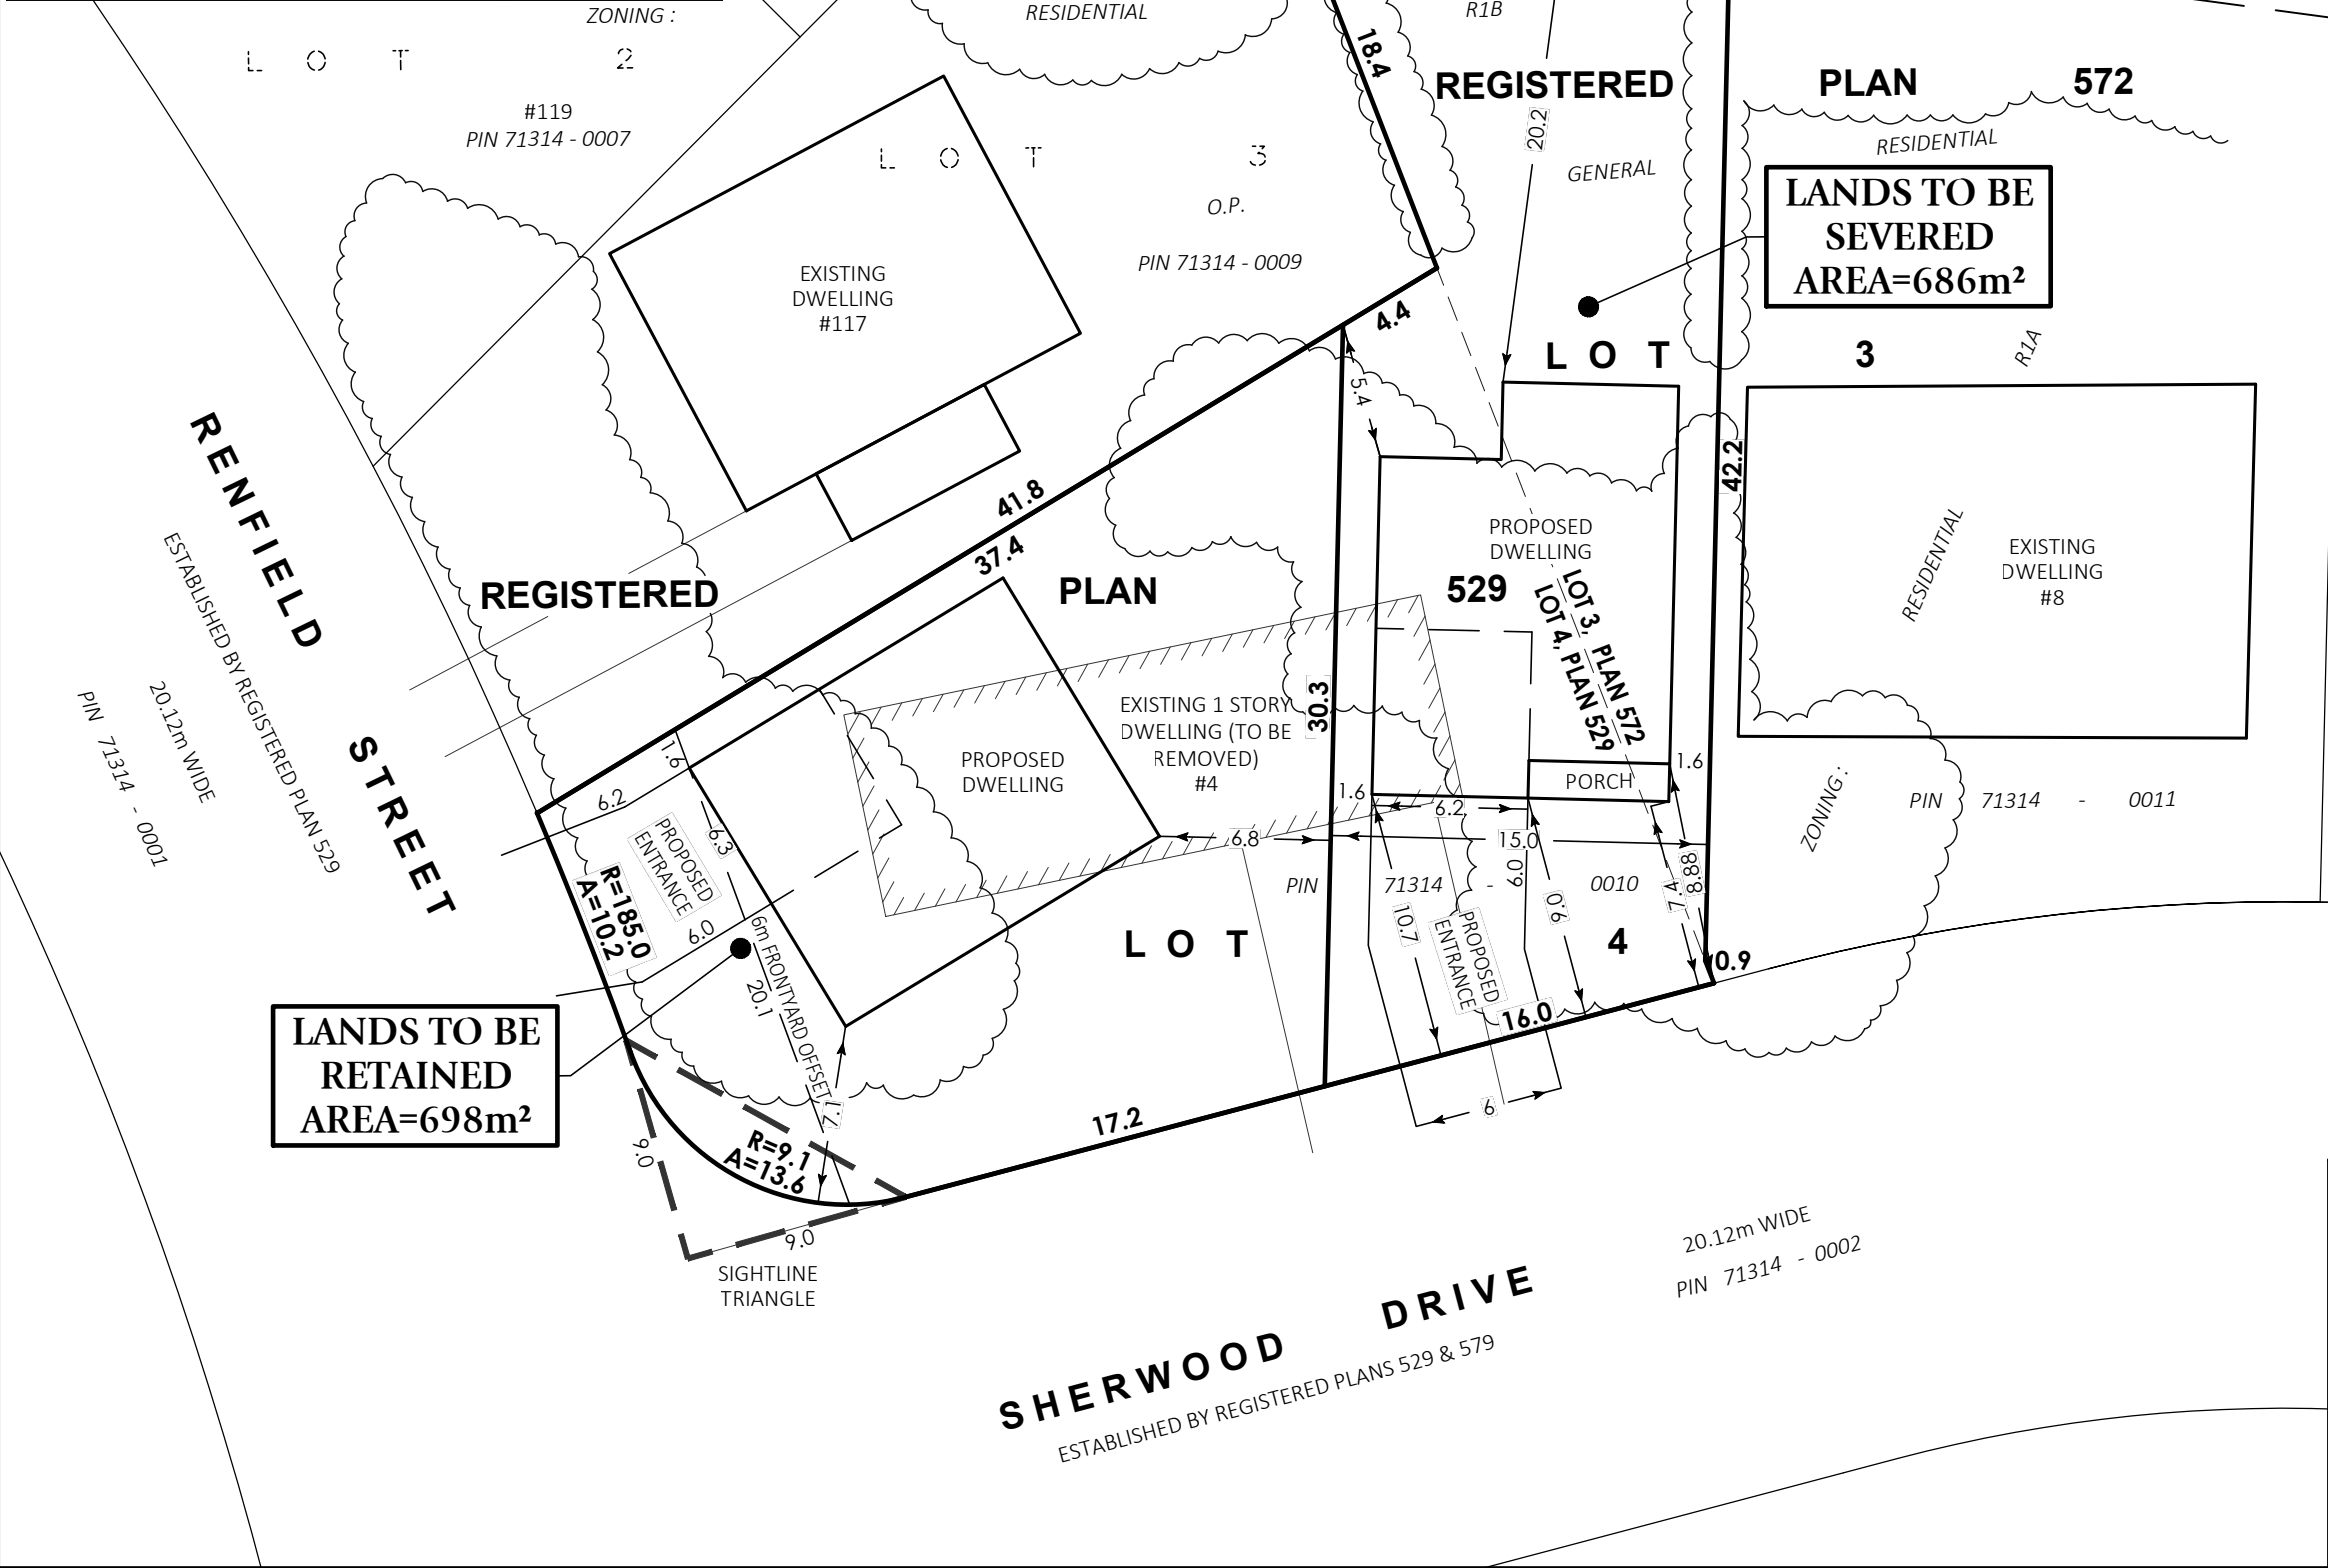 ZONING :
RESIDENTIAL
R1B
LOT 2
#119
PIN 71314 - 0007
18.4
REGISTERED PLAN 572
20.2
RESIDENTIAL
LOT 3
GENERAL
O.P.
PIN 71314 - 0009
LANDS TO BE
SEVERED
AREA=686m²
EXISTING
DWELLING
#117
4.4
LOT 3
R1A
5.4
RENFIELD STREET
ESTABLISHED BY REGISTERED PLAN 529
20.12m WIDE
PIN 71314 - 0001
42.2
41.8
37.4
PROPOSED
DWELLING
RESIDENTIAL
EXISTING
DWELLING
#8
REGISTERED PLAN 529
LOT 3, PLAN 572
LOT 4, PLAN 529
EXISTING 1 STORY
DWELLING (TO BE
REMOVED)
#4
30.3
PROPOSED
DWELLING
1.6
6.2
PROPOSED
ENTRANCE
6.3
1.6
PORCH
1.6
6.2
6.8
15.0
ZONING :
PIN 71314 - 0011
PIN 71314 - 0010
6.0
9.0
7.4
8.88
10.7
PROPOSED
ENTRANCE
R=185.0
A=10.2
6.0
6m FRONTYARD OFFSET
20.1
LOT 4
0.9
16.0
LANDS TO BE
RETAINED
AREA=698m²
7.1
6
17.2
R=9.1
A=13.6
9.0
9.0
SIGHTLINE
TRIANGLE
20.12m WIDE
PIN 71314 - 0002
SHERWOOD DRIVE
ESTABLISHED BY REGISTERED PLANS 529 & 579